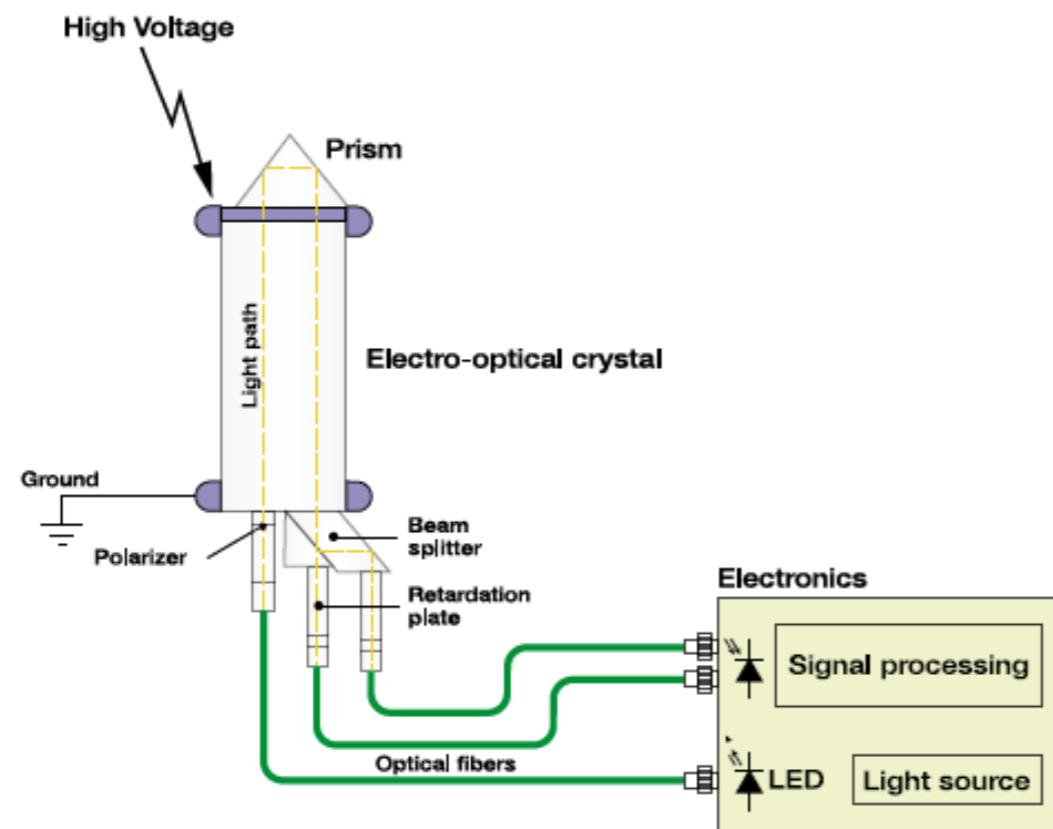 High Voltage
Prism
Light path
Electro-optical crystal
Ground
Polarizer
Beam
splitter
Retardation
plate
Electronics
Signal processing
Optical fibers
LED
Light source